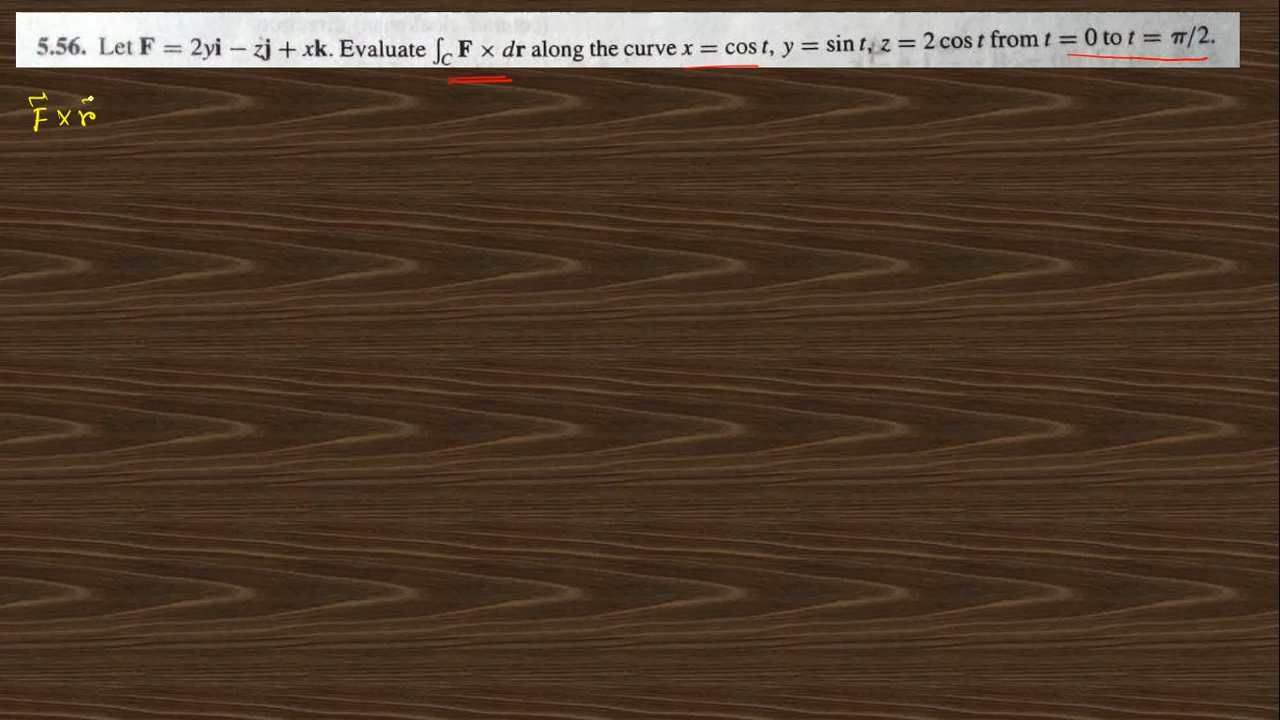 5.56. Let F = 2yi − zj + xk. Evaluate ∫_C F × dr along the curve x = cos t, y = sin t, z = 2 cos t from t = 0 to t = π/2.
F⃗ × r⃗